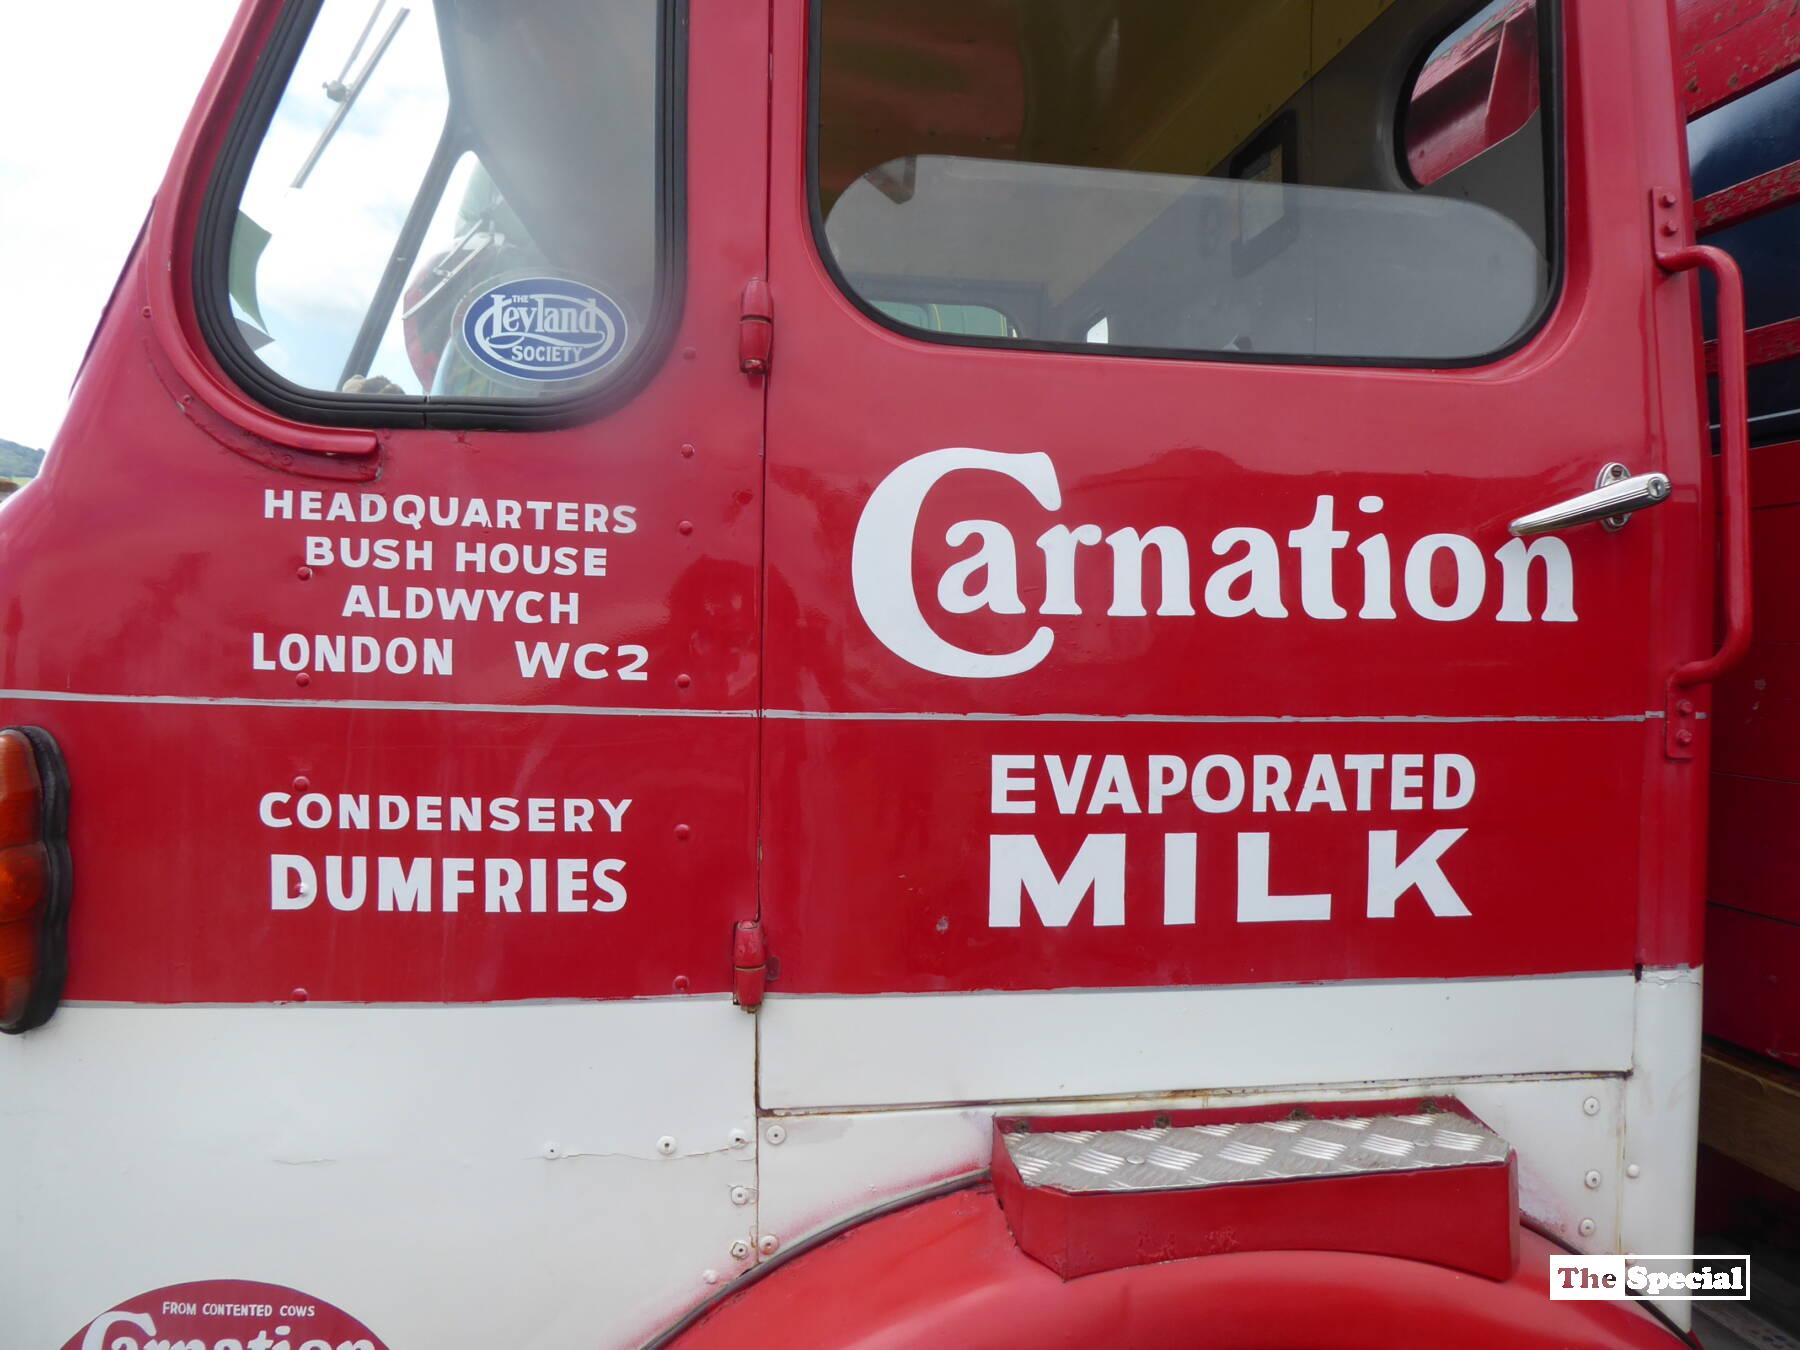 THE
Leyland
SOCIETY
HEADQUARTERS
BUSH HOUSE
ALDWYCH
LONDON WC2
CONDENSERY
DUMFRIES
Carnation
EVAPORATED
MILK
FROM CONTENTED COWS
Carnation
The Special